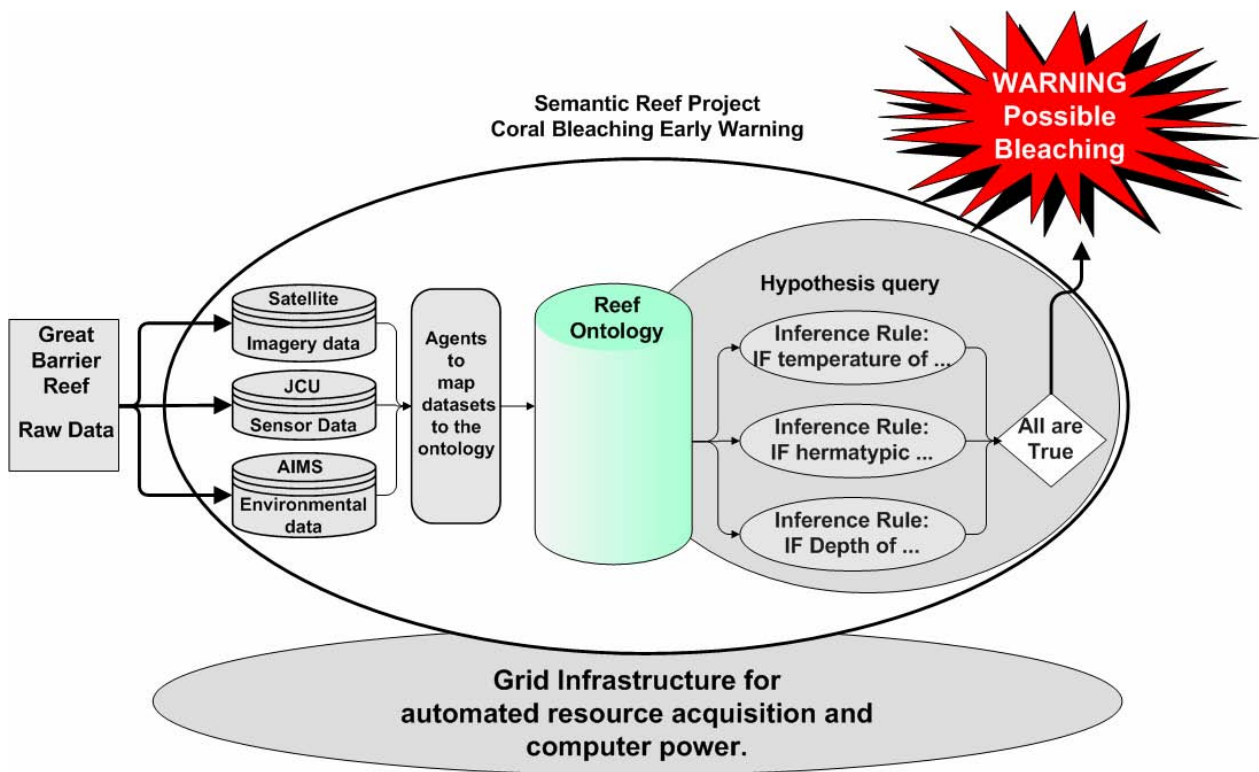 Semantic Reef Project
Coral Bleaching Early Warning
WARNING
Possible
Bleaching
Great
Barrier
Reef
Raw Data
Satellite
Imagery data
JCU
Sensor Data
AIMS
Environmental
data
Agents
to
map
datasets
to the
ontology
Reef
Ontology
Hypothesis query
Inference Rule:
IF temperature of ...
Inference Rule:
IF hermatypic ...
Inference Rule:
IF Depth of ...
All are
True
Grid Infrastructure for
automated resource acquisition and
computer power.